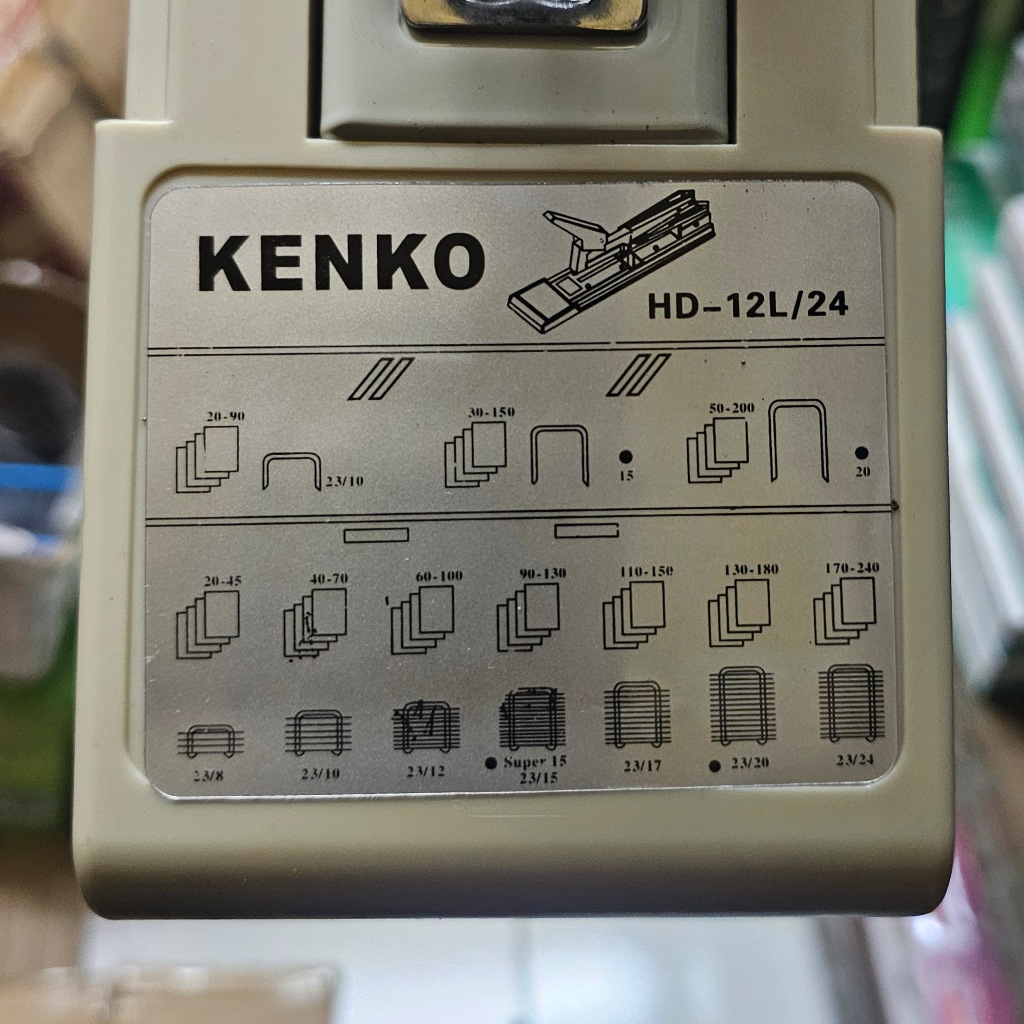 KENKO
HD-12L/24
20-90 30-150 50-200
23/10 15 20
20-45 40-70 60-100 90-130 110-150 130-180 170-240
23/8 23/10 23/12 Super 15 23/17 23/20 23/24
23/15